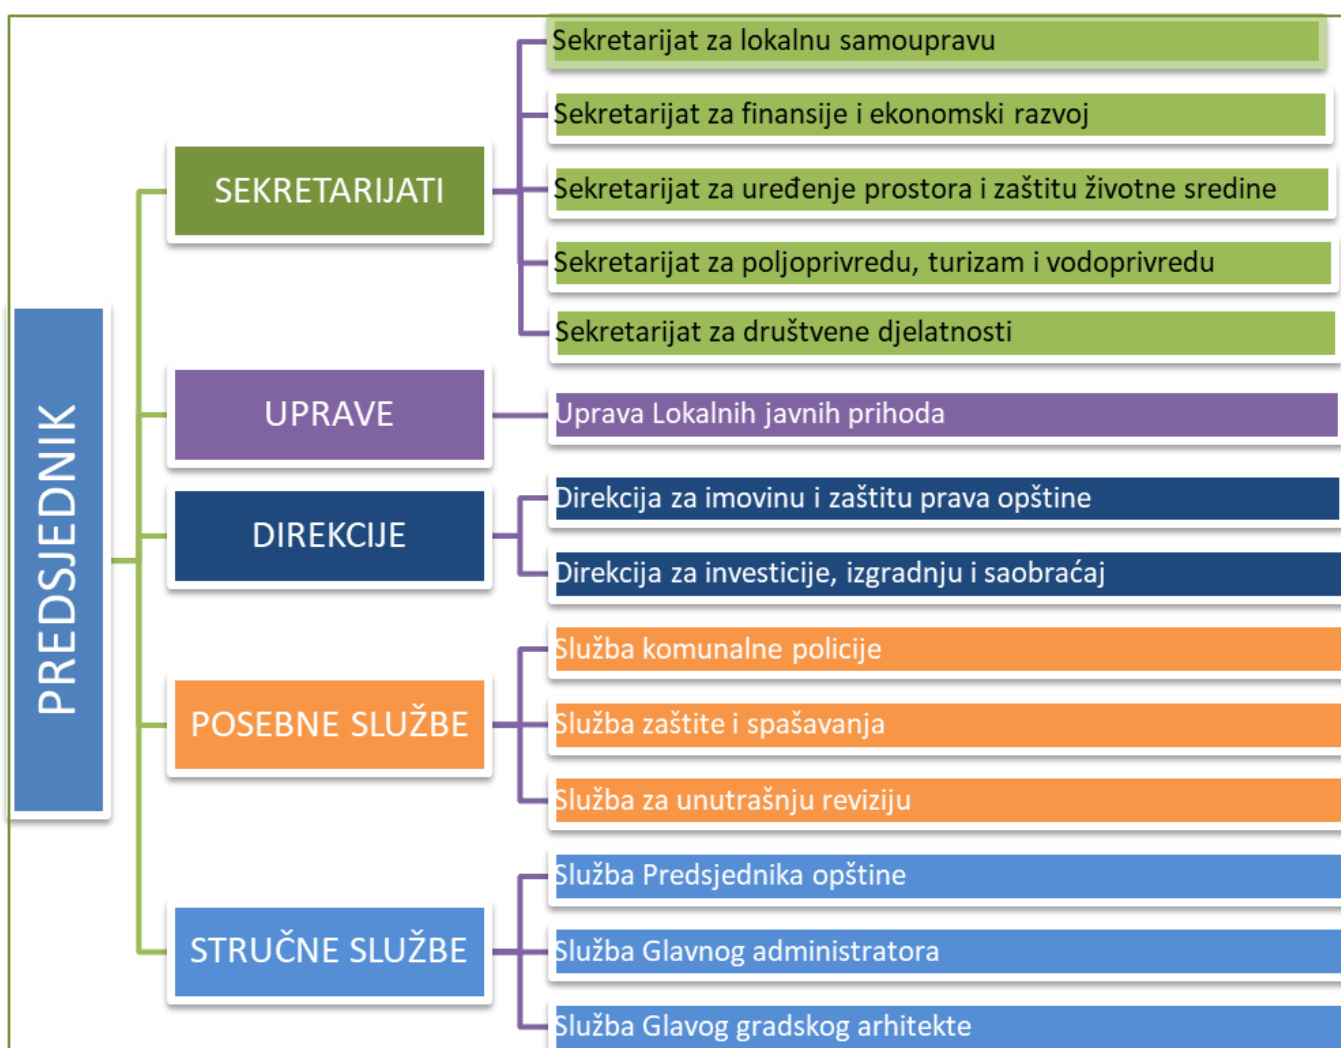 PREDSJEDNIK
SEKRETARIJATI
Sekretarijat za lokalnu samoupravu
Sekretarijat za finansije i ekonomski razvoj
Sekretarijat za uređenje prostora i zaštitu životne sredine
Sekretarijat za poljoprivredu, turizam i vodoprivredu
Sekretarijat za društvene djelatnosti
UPRAVE
Uprava Lokalnih javnih prihoda
DIREKCIJE
Direkcija za imovinu i zaštitu prava opštine
Direkcija za investicije, izgradnju i saobraćaj
POSEBNE SLUŽBE
Služba komunalne policije
Služba zaštite i spašavanja
Služba za unutrašnju reviziju
STRUČNE SLUŽBE
Služba Predsjednika opštine
Služba Glavnog administratora
Služba Glavog gradskog arhitekte